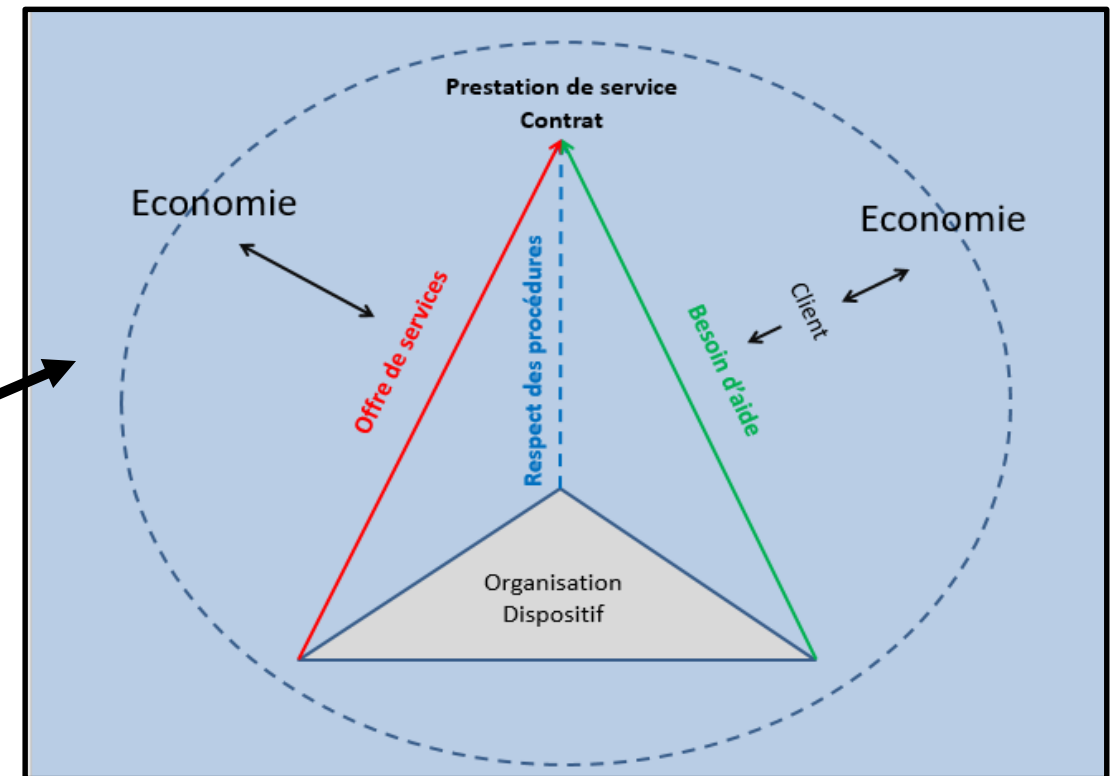 Prestation de service
Contrat
Economie
Economie
Client
Offre de services
Respect des procédures
Besoin d'aide
Organisation
Dispositif